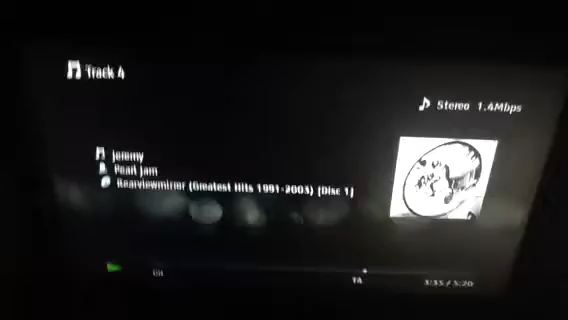 Track 4
Stereo 1.4Mbps
Jeremy
Pearl Jam
Rearviewmirror (Greatest Hits 1991-2003) [Disc 1]
3:35 / 5:20